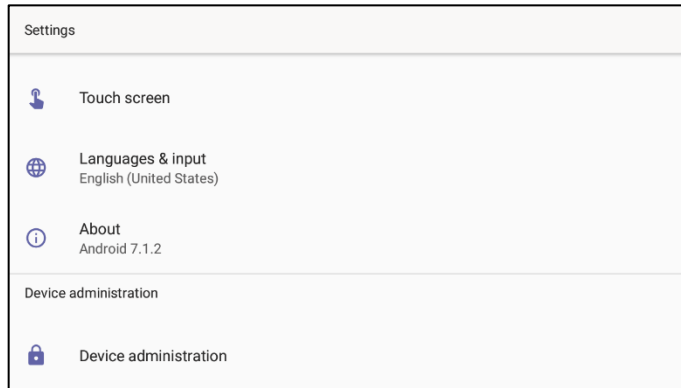 Settings
Touch screen
Languages & input
English (United States)
About
Android 7.1.2
Device administration
Device administration